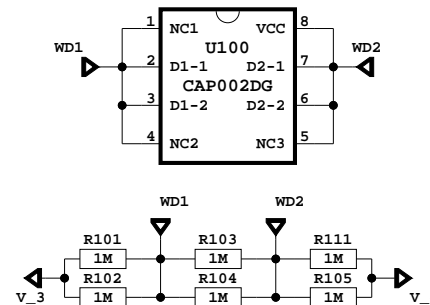 1 NC1 VCC 8
WD1 U100 WD2
2 D1-1 D2-1 7
CAP002DG
3 D1-2 D2-2 6
4 NC2 NC3 5
WD1 WD2
R101 R103 R111
1M 1M 1M
R102 R104 R105
V_3 1M 1M 1M V_